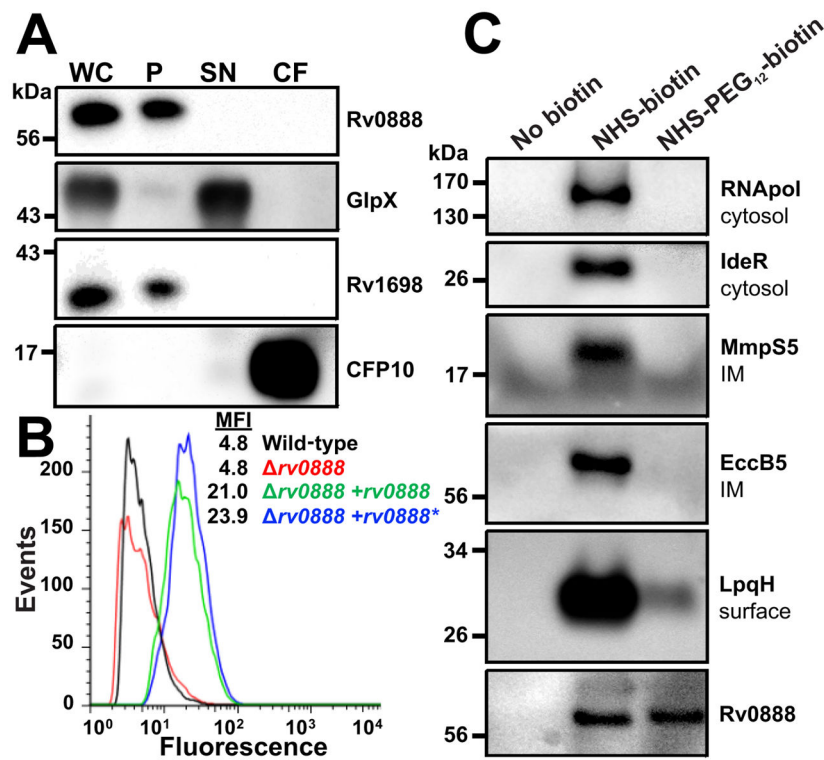 A
WC P SN CF
kDa
56
Rv0888
43
GlpX
43
Rv1698
17
CFP10
B
MFI
4.8 Wild-type
4.8 Δrv0888
21.0 Δrv0888 +rv0888
23.9 Δrv0888 +rv0888*
Events
200
150
100
50
0
10⁰ 10¹ 10² 10³ 10⁴
Fluorescence
C
No biotin
NHS-biotin
NHS-PEG₁₂-biotin
kDa
170
130
RNApol
cytosol
26
IdeR
cytosol
17
MmpS5
IM
56
EccB5
IM
34
26
LpqH
surface
56
Rv0888